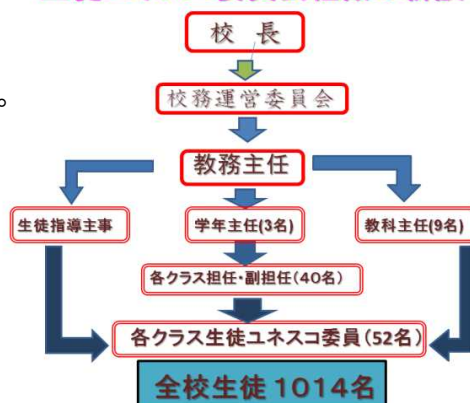 校 長
。
校務運営委員会
教務主任
生徒指導主事
学年主任(3名)
教科主任(9名)
各クラス担任・副担任(40名)
各クラス生徒ユネスコ委員(52名)
全校生徒1014名